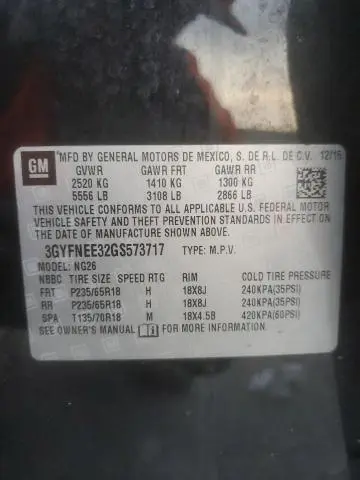 GM
MFD BY GENERAL MOTORS DE MEXICO, S. DE R.L. DE C.V. 12/15
GVWR GAWR FRT GAWR RR
2520 KG 1410 KG 1300 KG
5556 LB 3108 LB 2866 LB
THIS VEHICLE CONFORMS TO ALL APPLICABLE U.S. FEDERAL MOTOR
VEHICLE SAFETY AND THEFT PREVENTION STANDARDS IN EFFECT
ON THE DATE OF MANUFACTURE SHOWN ABOVE.
3GYFNEE32GS573717 TYPE: M.P.V.
MODEL: NG26
NBBC TIRE SIZE SPEED RTG RIM COLD TIRE PRESSURE
FRT P235/65R18 H 18X8J 240KPA(35PSI)
RR P235/65R18 H 18X8J 240KPA(35PSI)
SPA T135/70R18 M 18X4.5B 420KPA(60PSI)
SEE OWNER'S MANUAL FOR MORE INFORMATION.